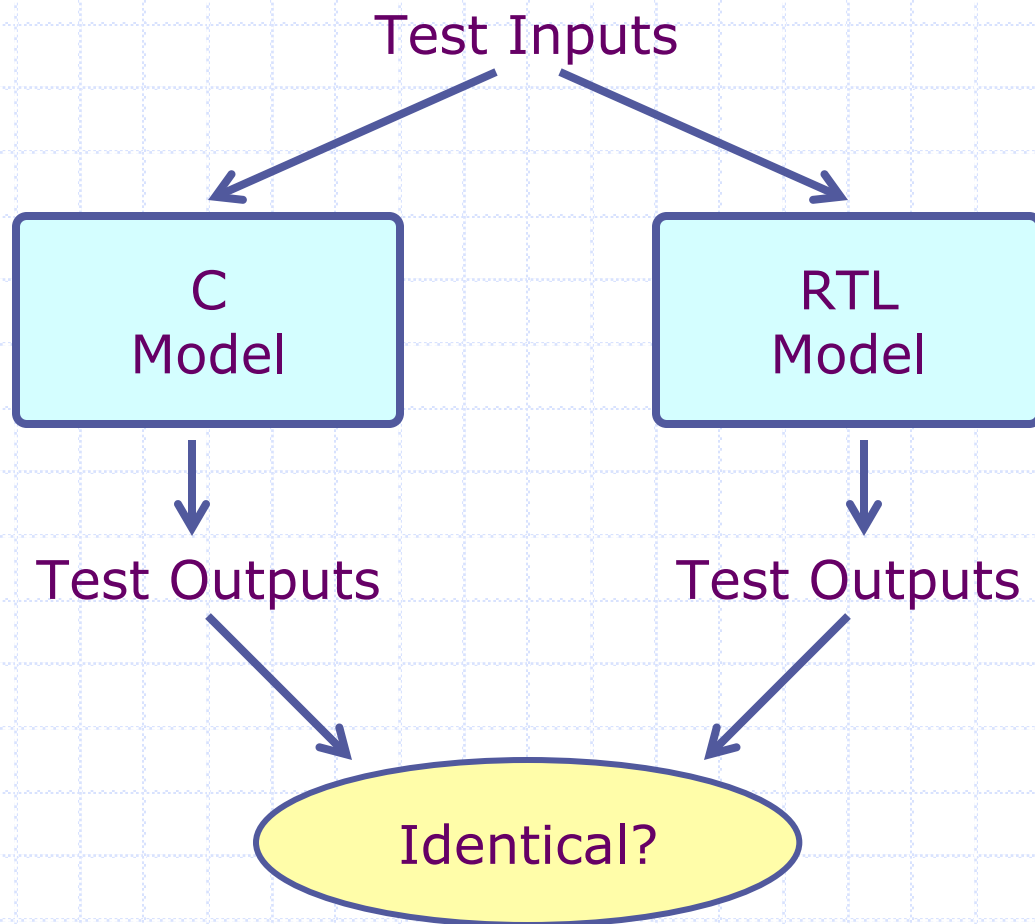 Test Inputs
C
Model
RTL
Model
Test Outputs
Test Outputs
Identical?